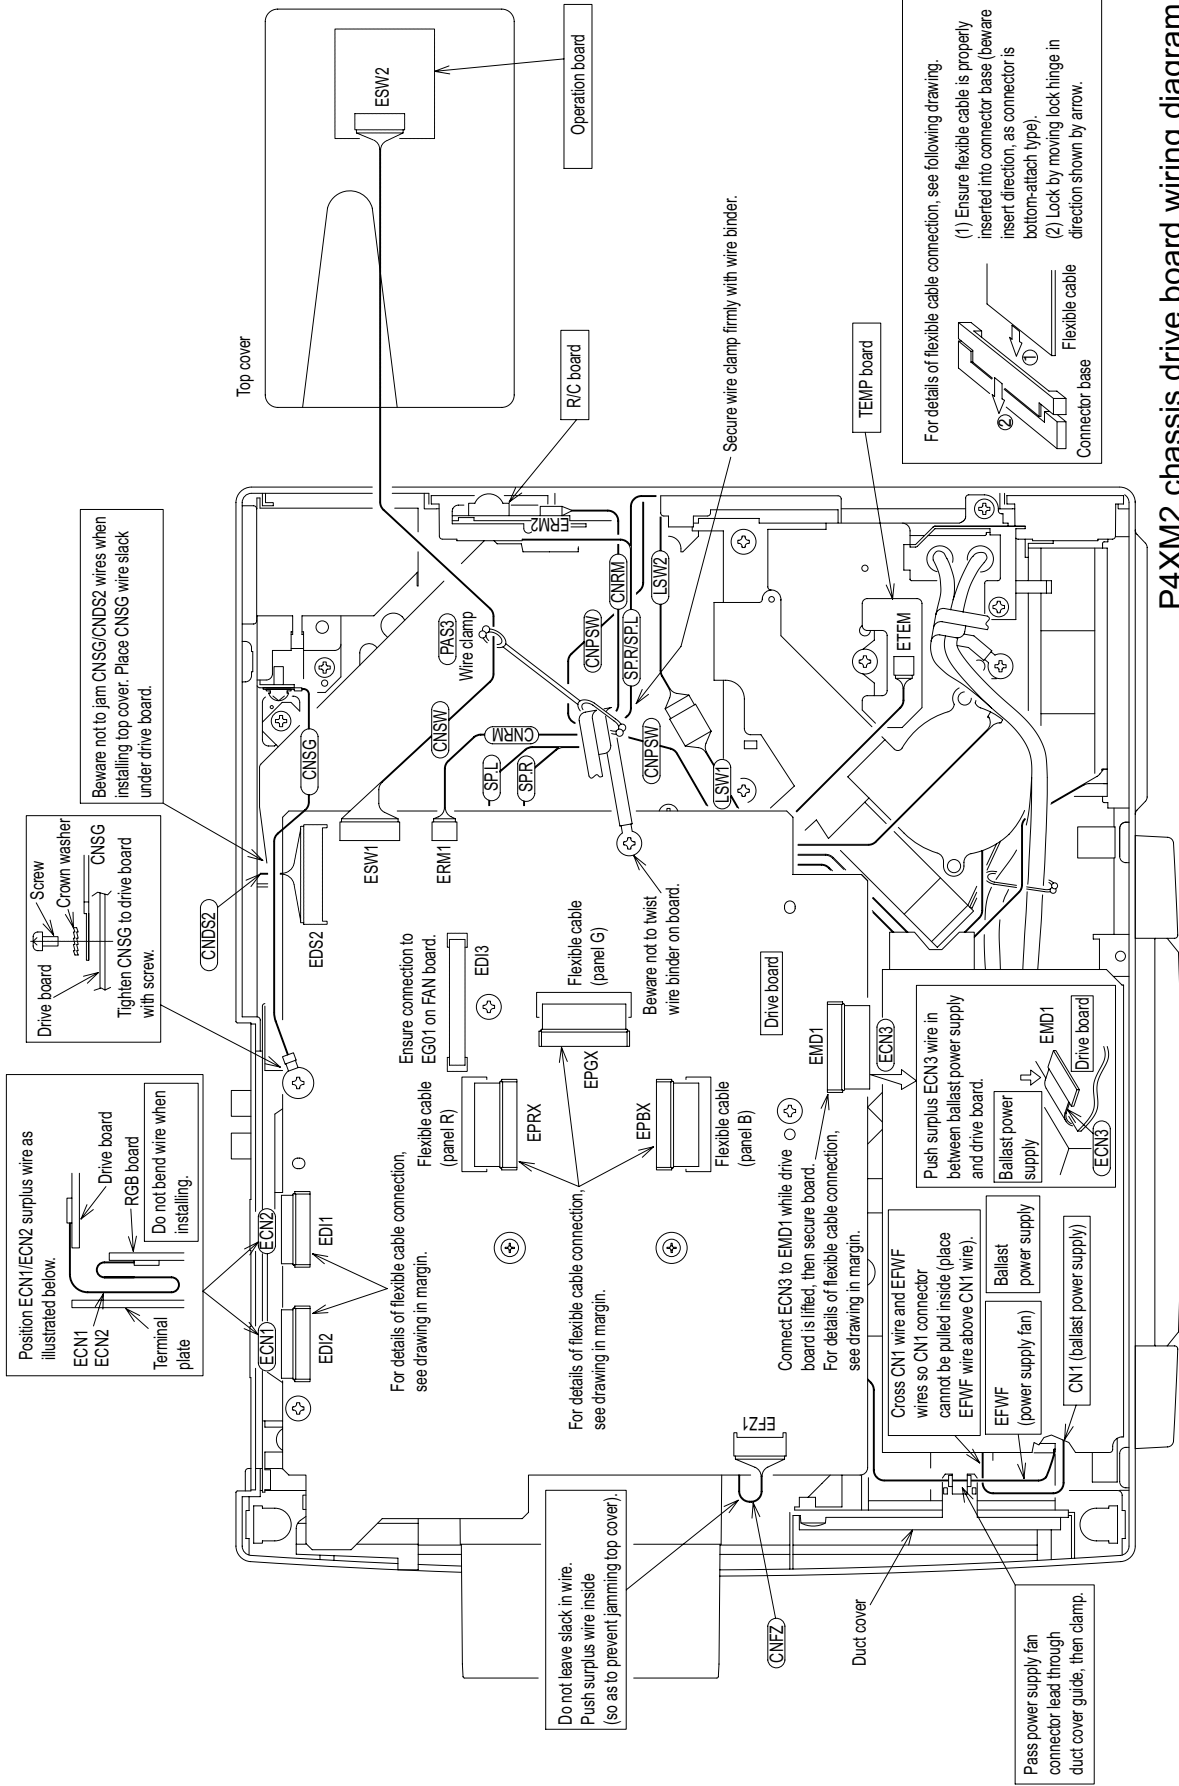 P4XM2 chassis drive board wiring diagram
Position ECN1/ECN2 surplus wire as
illustrated below.
ECN1
ECN2
Drive board
RGB board
Do not bend wire when
installing.
Terminal
plate
Drive board
Screw
Crown washer
CNSG
Tighten CNSG to drive board
with screw.
Beware not to jam CNSG/CNDS2 wires when
installing top cover. Place CNSG wire slack
under drive board.
CNDS2
Top cover
ESW2
Operation board
ECN1
ECN2
EDI2
EDI1
For details of flexible cable connection,
see drawing in margin.
EDS2
CNSG
ESW1
CNSW
ERM1
CNRM
PAS3
Wire clamp
ERM2
R/C board
SP.L
SP.R
CNPSW
CNRM
SP.R/SP.L
LSW2
CNPSW
LSW1
Secure wire clamp firmly with wire binder.
Ensure connection to
EG01 on FAN board.
EDI3
Flexible cable
(panel R)
EPRX
Flexible cable
(panel G)
EPGX
EPBX
Flexible cable
(panel B)
For details of flexible cable connection,
see drawing in margin.
Beware not to twist
wire binder on board.
Drive board
TEMP board
ETEM
Connect ECN3 to EMD1 while drive
board is lifted, then secure board.
For details of flexible cable connection,
see drawing in margin.
EMD1
ECN3
Push surplus ECN3 wire in
between ballast power supply
and drive board.
Ballast power
supply
EMD1
Drive board
ECN3
Do not leave slack in wire.
Push surplus wire inside
(so as to prevent jamming top cover).
CNFZ
EFZ1
Duct cover
Cross CN1 wire and EFWF
wires so CN1 connector
cannot be pulled inside (place
EFWF wire above CN1 wire).
EFWF
(power supply fan)
Ballast
power supply
CN1 (ballast power supply)
Pass power supply fan
connector lead through
duct cover guide, then clamp.
For details of flexible cable connection, see following drawing.
(1) Ensure flexible cable is properly
inserted into connector base (beware
insert direction, as connector is
bottom-attach type).
(2) Lock by moving lock hinge in
direction shown by arrow.
②
①
Flexible cable
Connector base